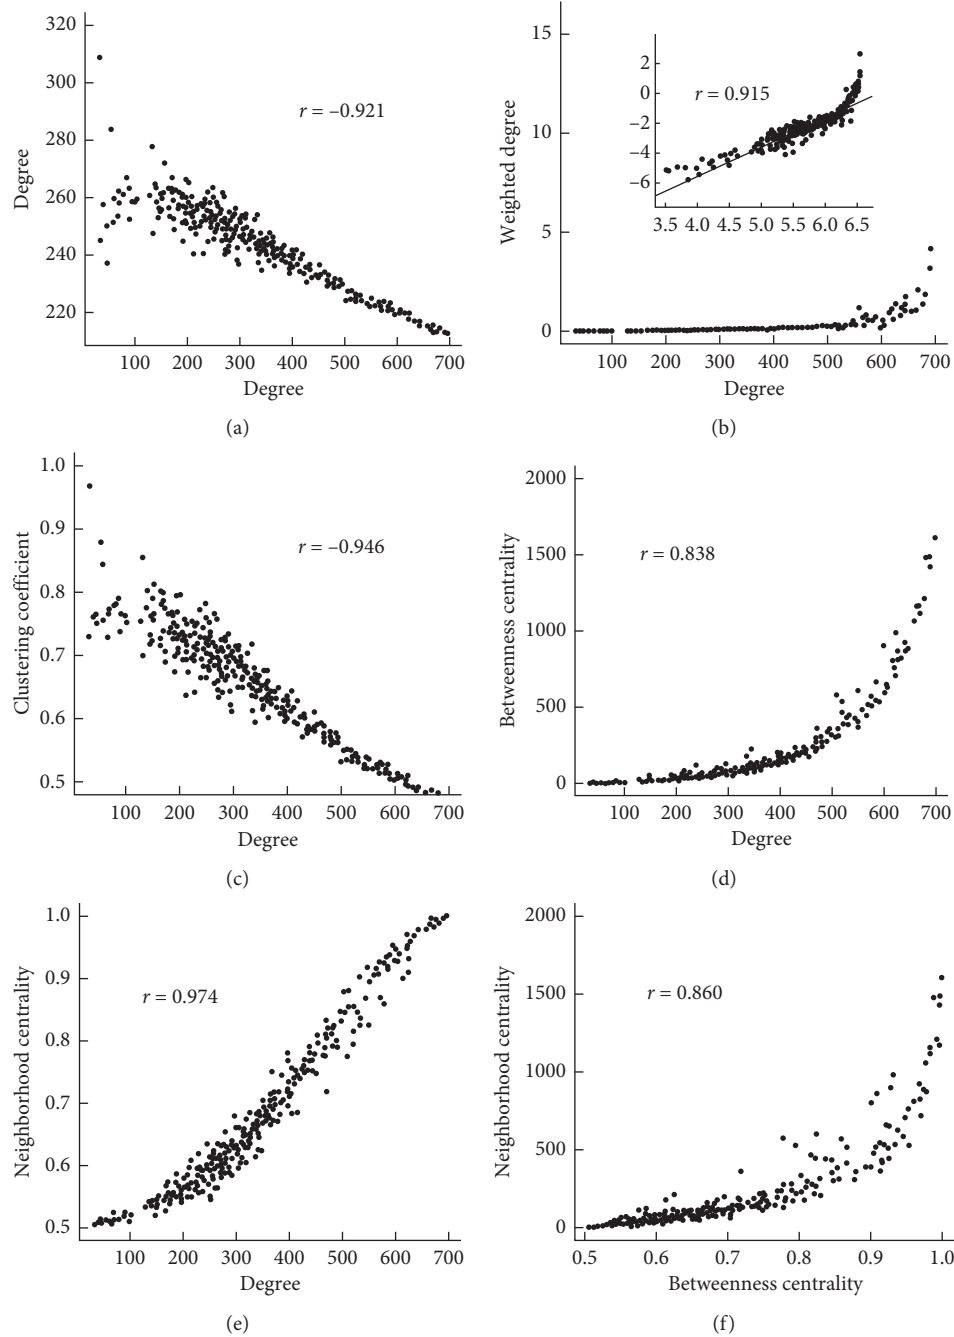 320
300
280
260
240
220
Degree
r = –0.921
100 200 300 400 500 600 700
Degree
(a)
15
10
5
0
Weighted degree
2
0
−2
−4
−6
r = 0.915
3.5 4.0 4.5 5.0 5.5 6.0 6.5
100 200 300 400 500 600 700
Degree
(b)
1.0
0.9
0.8
0.7
0.6
0.5
Clustering coefficient
r = –0.946
100 200 300 400 500 600 700
Degree
(c)
2000
1500
1000
500
0
Betweenness centrality
r = 0.838
100 200 300 400 500 600 700
Degree
(d)
1.0
0.9
0.8
0.7
0.6
0.5
Neighborhood centrality
r = 0.974
100 200 300 400 500 600 700
Degree
(e)
2000
1500
1000
500
0
Neighborhood centrality
r = 0.860
0.5 0.6 0.7 0.8 0.9 1.0
Betweenness centrality
(f)